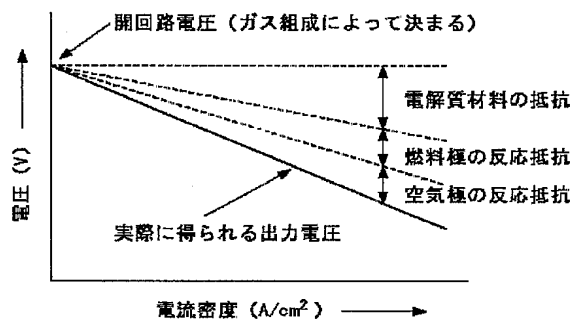 開回路電圧（ガス組成によって決まる）
電解質材料の抵抗
燃料極の反応抵抗
空気極の反応抵抗
実際に得られる出力電圧
電圧（V）
電流密度（A/cm²）